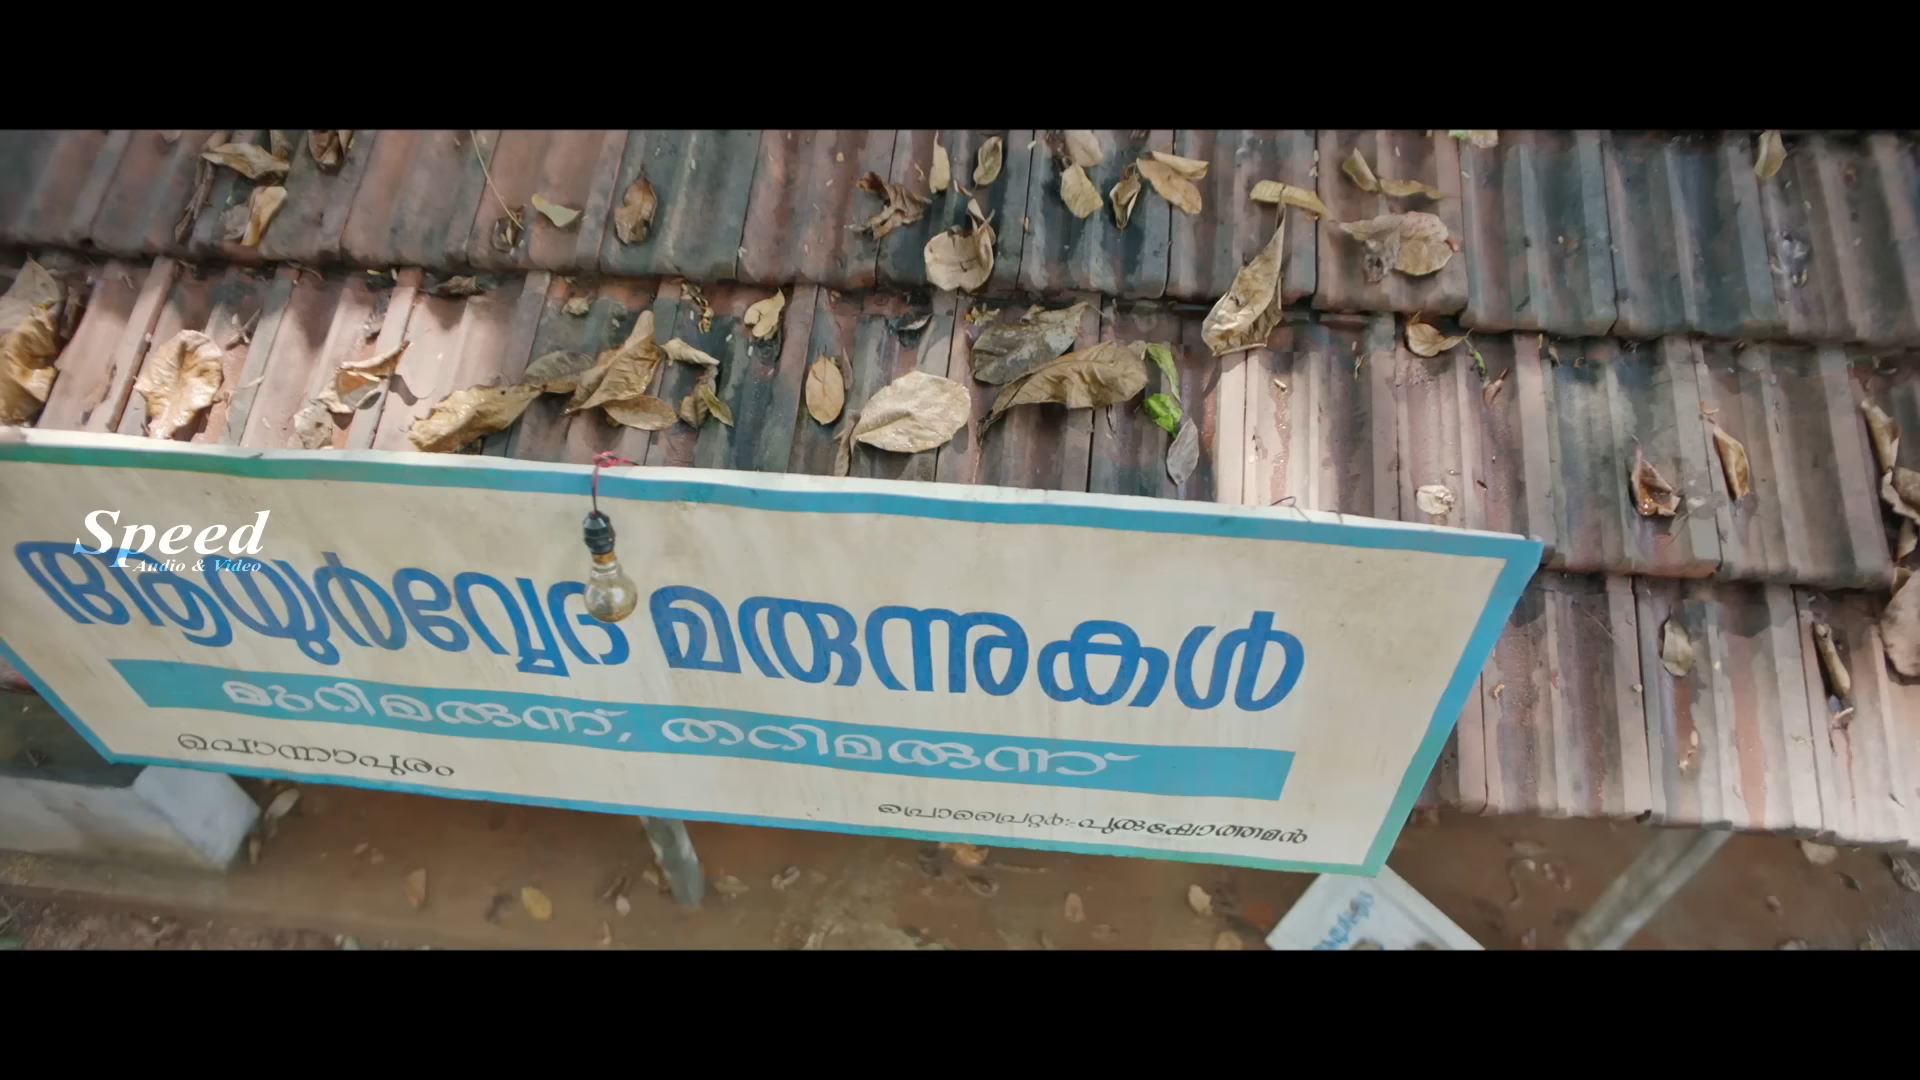 Speed
Audio & Video
ആയുർവ്വേദ മരുന്നുകൾ
മുറിമരുന്ന്, തറിമരുന്ന്
പൊന്നാപുരം
പ്രൊപ്രൈറ്റർ:-പുരുഷോത്തമൻ